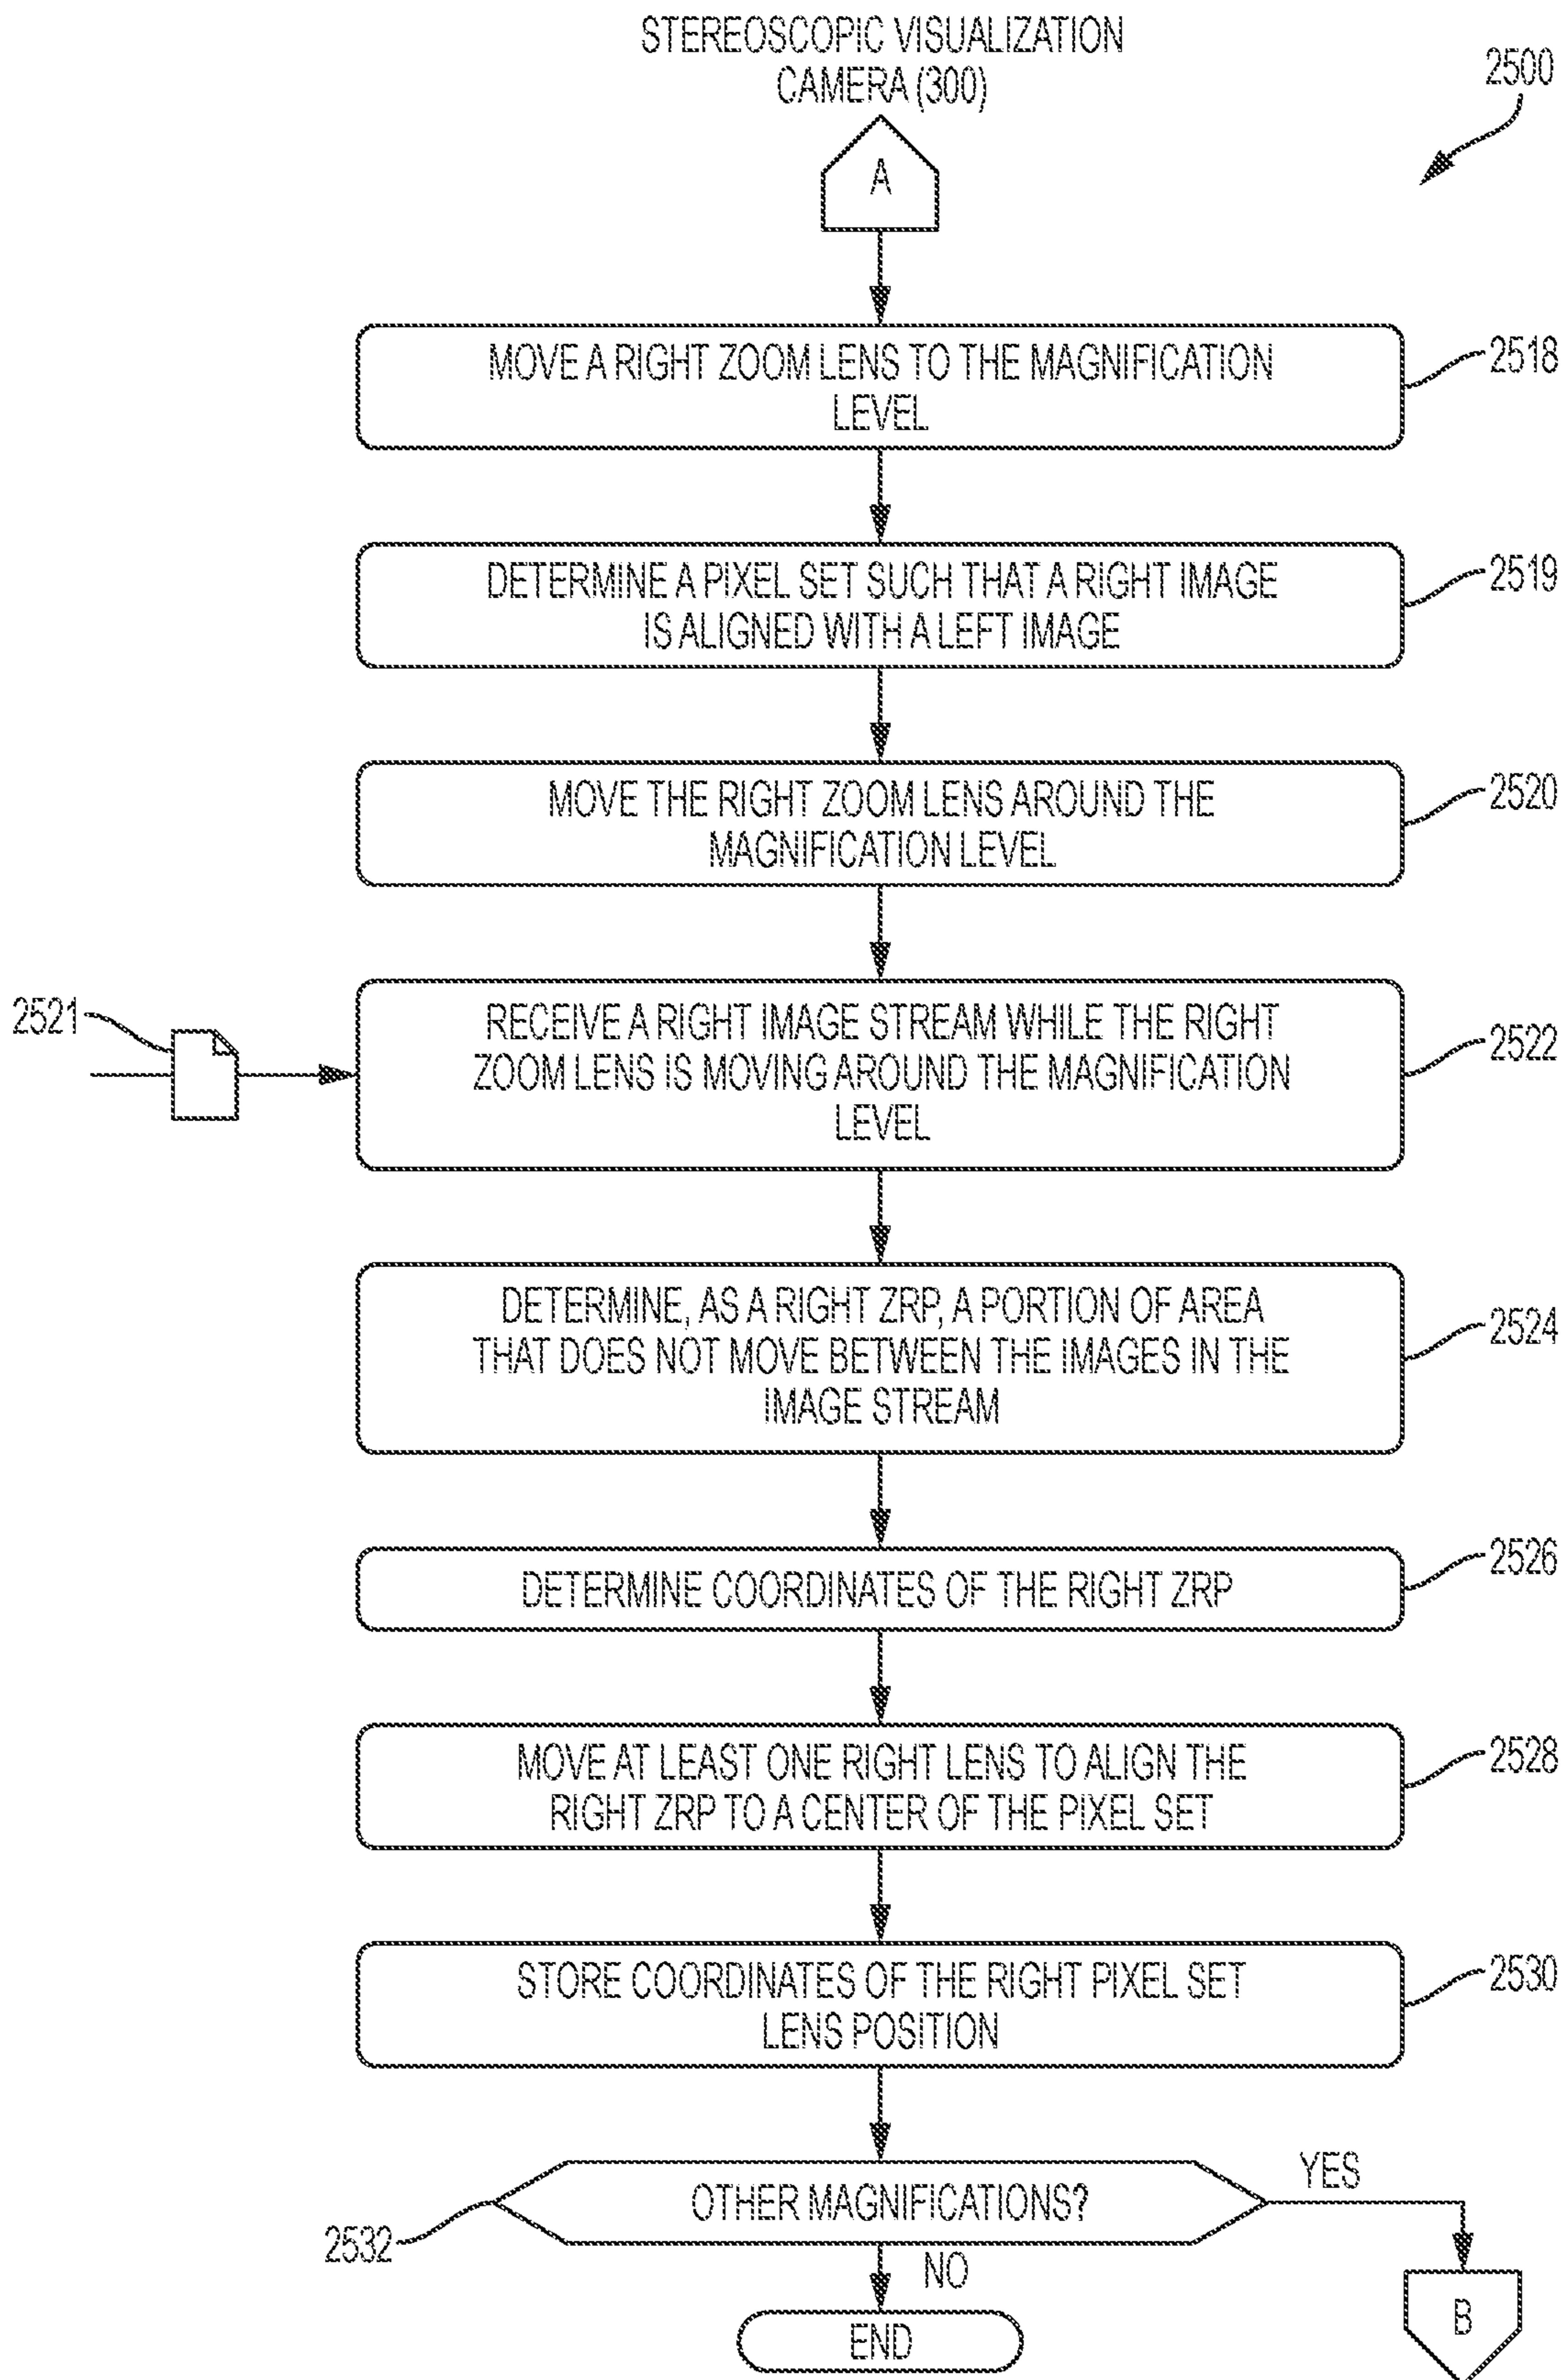 STEREOSCOPIC VISUALIZATION
CAMERA (300)
2500
A
MOVE A RIGHT ZOOM LENS TO THE MAGNIFICATION
LEVEL
2518
DETERMINE A PIXEL SET SUCH THAT A RIGHT IMAGE
IS ALIGNED WITH A LEFT IMAGE
2519
MOVE THE RIGHT ZOOM LENS AROUND THE
MAGNIFICATION LEVEL
2520
2521
RECEIVE A RIGHT IMAGE STREAM WHILE THE RIGHT
ZOOM LENS IS MOVING AROUND THE MAGNIFICATION
LEVEL
2522
DETERMINE, AS A RIGHT ZRP, A PORTION OF AREA
THAT DOES NOT MOVE BETWEEN THE IMAGES IN THE
IMAGE STREAM
2524
DETERMINE COORDINATES OF THE RIGHT ZRP
2526
MOVE AT LEAST ONE RIGHT LENS TO ALIGN THE
RIGHT ZRP TO A CENTER OF THE PIXEL SET
2528
STORE COORDINATES OF THE RIGHT PIXEL SET
LENS POSITION
2530
OTHER MAGNIFICATIONS?
YES
2532
NO
END
B